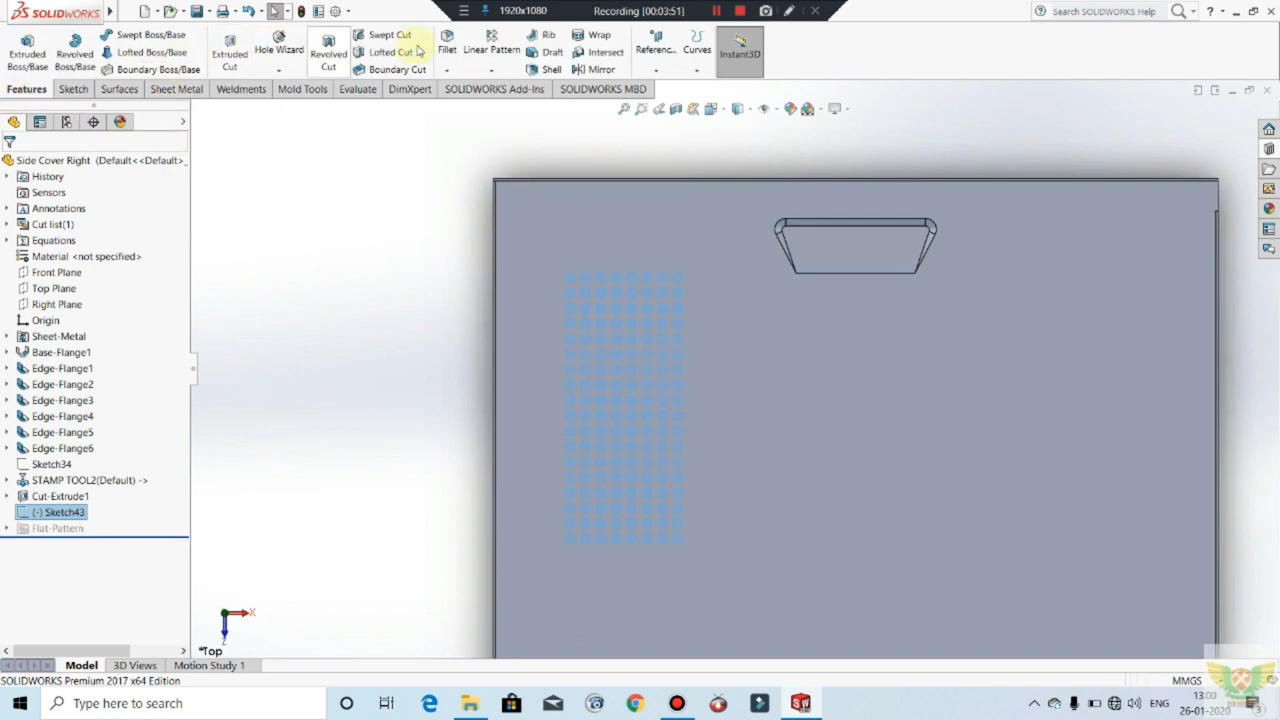 SOLIDWORKS
1920x1080
Recording [00:03:51]
Search SOLIDWORKS Help
Extruded Boss/Base
Revolved Boss/Base
Swept Boss/Base
Lofted Boss/Base
Boundary Boss/Base
Extruded Cut
Hole Wizard
Revolved Cut
Swept Cut
Lofted Cut
Boundary Cut
Fillet
Linear Pattern
Rib
Draft
Shell
Wrap
Intersect
Mirror
Referenc...
Curves
Instant3D
Features
Sketch
Surfaces
Sheet Metal
Weldments
Mold Tools
Evaluate
DimXpert
SOLIDWORKS Add-Ins
SOLIDWORKS MBD
Side Cover Right (Default<<Default>_
History
Sensors
Annotations
Cut list(1)
Equations
Material <not specified>
Front Plane
Top Plane
Right Plane
Origin
Sheet-Metal
Base-Flange1
Edge-Flange1
Edge-Flange2
Edge-Flange3
Edge-Flange4
Edge-Flange5
Edge-Flange6
Sketch34
STAMP TOOL2(Default) ->
Cut-Extrude1
(-) Sketch43
Flat-Pattern
X
Z
*Top
Model
3D Views
Motion Study 1
SOLIDWORKS Premium 2017 x64 Edition
MMGS
Type here to search
ENG
13:00
26-01-2020
3